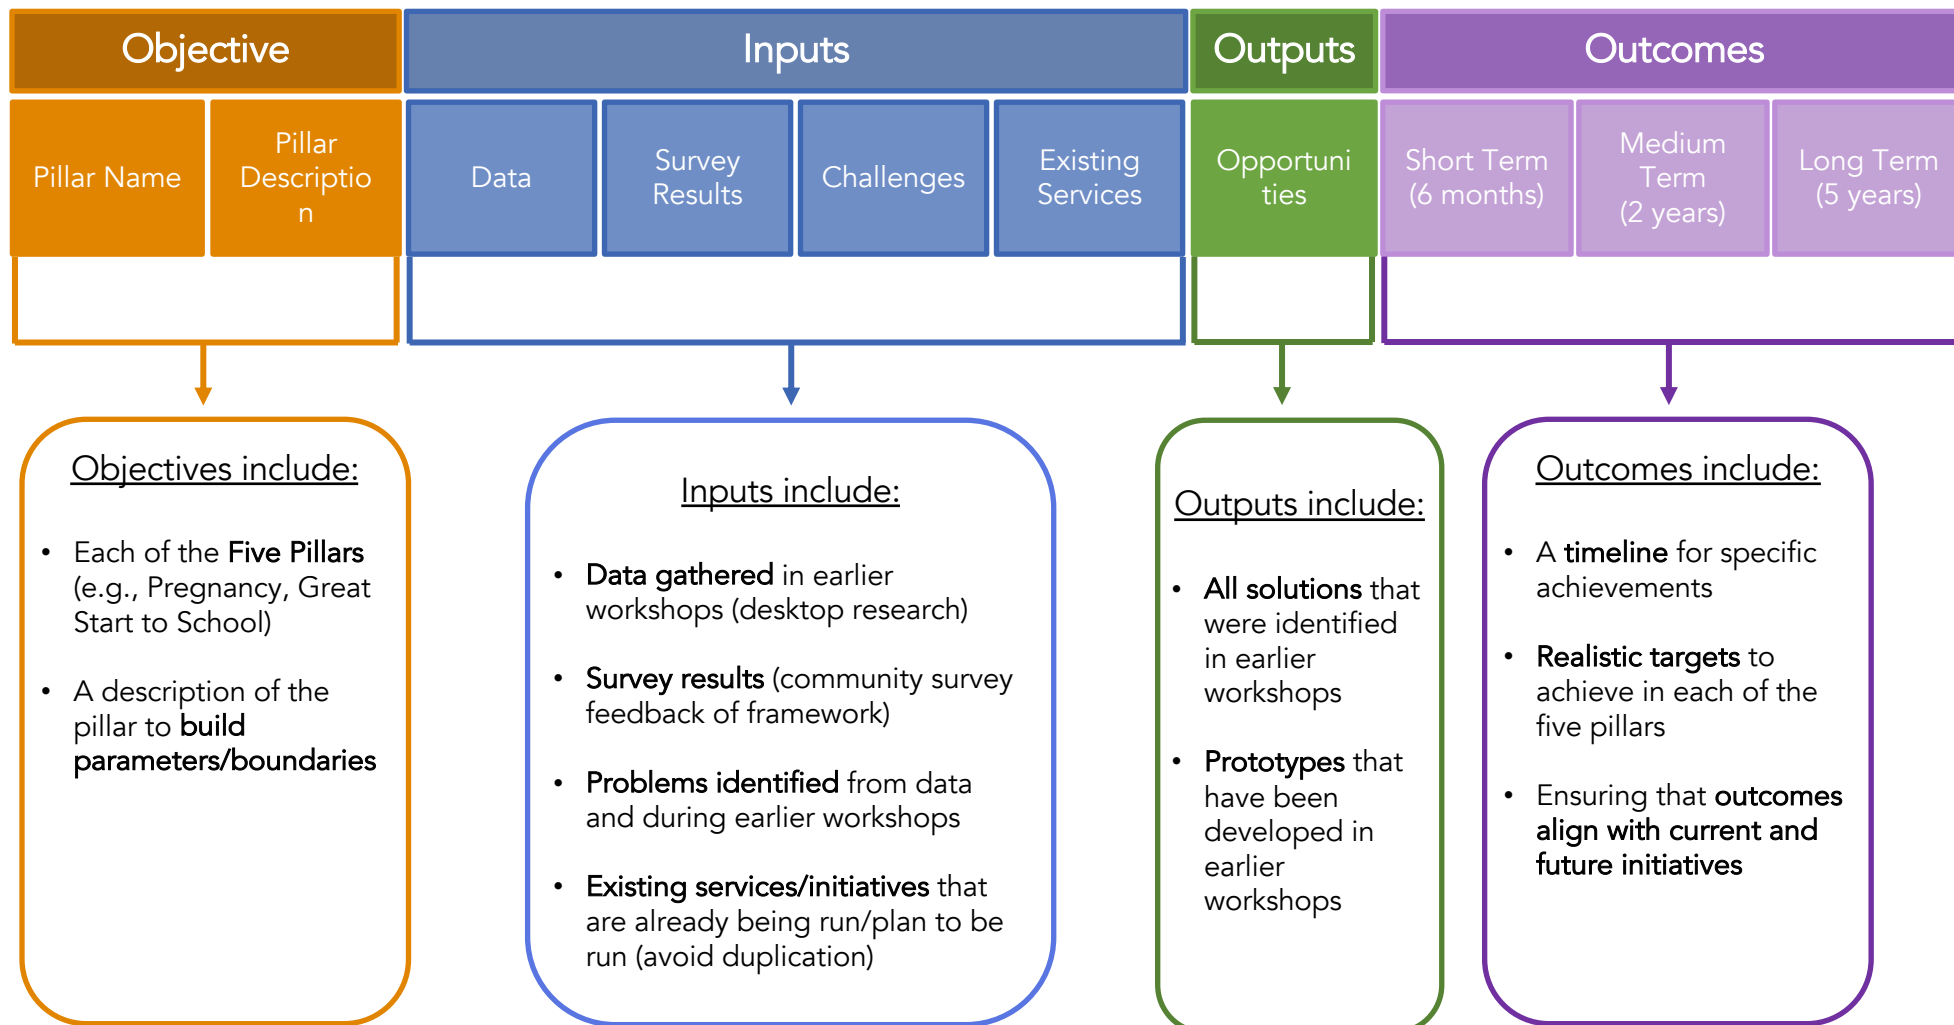 Objective
Inputs
Outputs
Outcomes
Pillar Name
Pillar
Descriptio
n
Data
Survey
Results
Challenges
Existing
Services
Opportuni
ties
Short Term
(6 months)
Medium
Term
(2 years)
Long Term
(5 years)
Objectives include:
• Each of the Five Pillars
(e.g., Pregnancy, Great
Start to School)
• A description of the
pillar to build
parameters/boundaries
Inputs include:
• Data gathered in earlier
workshops (desktop research)
• Survey results (community survey
feedback of framework)
• Problems identified from data
and during earlier workshops
• Existing services/initiatives that
are already being run/plan to be
run (avoid duplication)
Outputs include:
• All solutions that
were identified
in earlier
workshops
• Prototypes that
have been
developed in
earlier
workshops
Outcomes include:
• A timeline for specific
achievements
• Realistic targets to
achieve in each of the
five pillars
• Ensuring that outcomes
align with current and
future initiatives